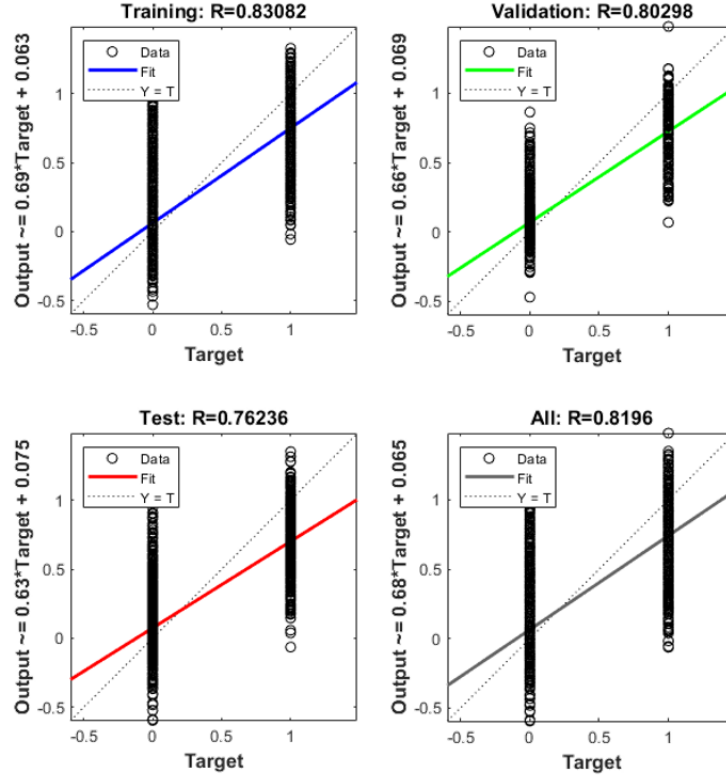 Training: R=0.83082
Output ~= 0.69*Target + 0.063
Data
Fit
Y = T
1
0.5
0
-0.5
-0.5
0
0.5
1
Target
Validation: R=0.80298
Output ~= 0.66*Target + 0.069
Data
Fit
Y = T
1
0.5
0
-0.5
-0.5
0
0.5
1
Target
Test: R=0.76236
Output ~= 0.63*Target + 0.075
Data
Fit
Y = T
1
0.5
0
-0.5
-0.5
0
0.5
1
Target
All: R=0.8196
Output ~= 0.68*Target + 0.065
Data
Fit
Y = T
1
0.5
0
-0.5
-0.5
0
0.5
1
Target